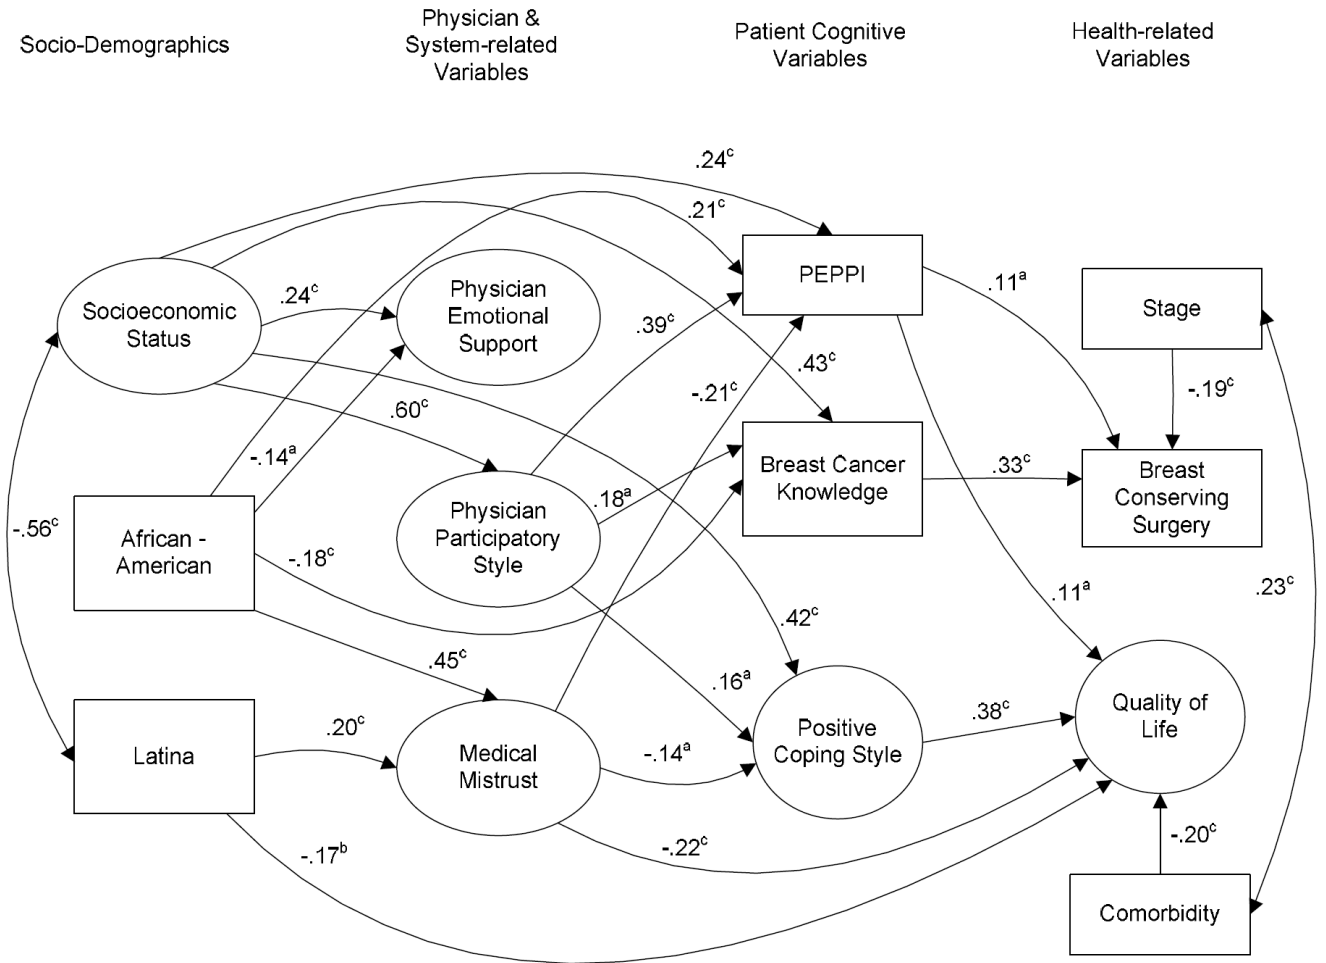 Socio-Demographics
Physician &
System-related
Variables
Patient Cognitive
Variables
Health-related
Variables
.24c
.21c
PEPPI
.11a
Stage
Socioeconomic
Status
.24c
Physician
Emotional
Support
.39c
.43c
-.21c
-.19c
.60c
-.14a
Breast Cancer
Knowledge
.33c
Breast
Conserving
Surgery
.18a
Physician
Participatory
Style
-.56c
African -
American
-.18c
.23c
.11a
.42c
.45c
.16a
Latina
.20c
Medical
Mistrust
-.14a
Positive
Coping Style
.38c
Quality of
Life
-.17b
-.22c
-.20c
Comorbidity